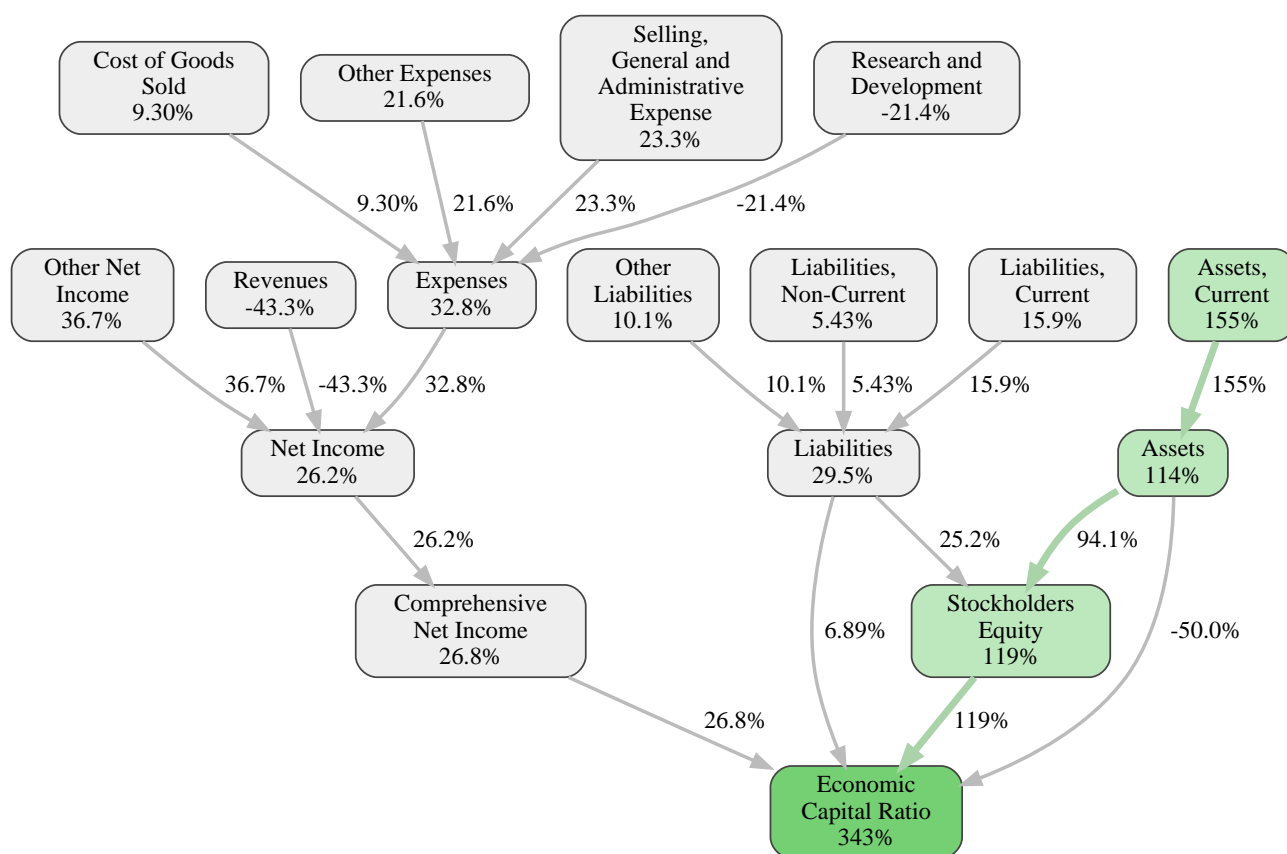 Cost of Goods
Sold
9.30%
Other Expenses
21.6%
Selling,
General and
Administrative
Expense
23.3%
Research and
Development
-21.4%
9.30%
21.6%
23.3%
-21.4%
Other Net
Income
36.7%
Revenues
-43.3%
Expenses
32.8%
Other
Liabilities
10.1%
Liabilities,
Non-Current
5.43%
Liabilities,
Current
15.9%
Assets,
Current
155%
36.7%
-43.3%
32.8%
10.1%
5.43%
15.9%
155%
Net Income
26.2%
Liabilities
29.5%
Assets
114%
26.2%
25.2%
94.1%
Comprehensive
Net Income
26.8%
6.89%
Stockholders
Equity
119%
-50.0%
26.8%
119%
Economic
Capital Ratio
343%